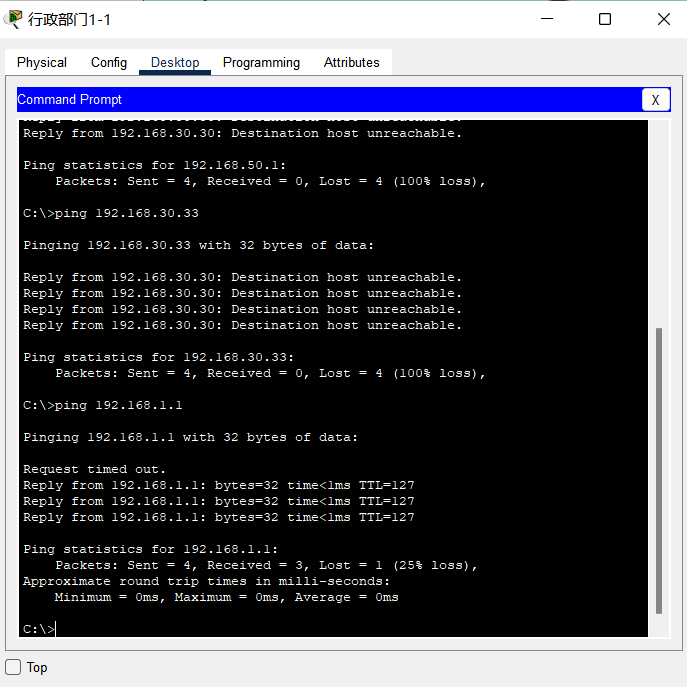 行政部门1-1
Physical Config Desktop Programming Attributes
Command Prompt X
Reply from 192.168.30.30: Destination host unreachable.
Reply from 192.168.30.30: Destination host unreachable.
Ping statistics for 192.168.50.1:
Packets: Sent = 4, Received = 0, Lost = 4 (100% loss),
C:\>ping 192.168.30.33
Pinging 192.168.30.33 with 32 bytes of data:
Reply from 192.168.30.30: Destination host unreachable.
Reply from 192.168.30.30: Destination host unreachable.
Reply from 192.168.30.30: Destination host unreachable.
Reply from 192.168.30.30: Destination host unreachable.
Ping statistics for 192.168.30.33:
Packets: Sent = 4, Received = 0, Lost = 4 (100% loss),
C:\>ping 192.168.1.1
Pinging 192.168.1.1 with 32 bytes of data:
Request timed out.
Reply from 192.168.1.1: bytes=32 time<1ms TTL=127
Reply from 192.168.1.1: bytes=32 time<1ms TTL=127
Reply from 192.168.1.1: bytes=32 time<1ms TTL=127
Ping statistics for 192.168.1.1:
Packets: Sent = 4, Received = 3, Lost = 1 (25% loss),
Approximate round trip times in milli-seconds:
Minimum = 0ms, Maximum = 0ms, Average = 0ms
C:\>
Top